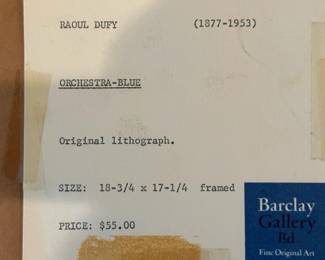 RAOUL DUFY (1877-1953)
ORCHESTRA-BLUE
Original lithograph.
SIZE: 18-3/4 x 17-1/4 framed
PRICE: $55.00
Barclay
Gallery
ltd
Fine Original Art